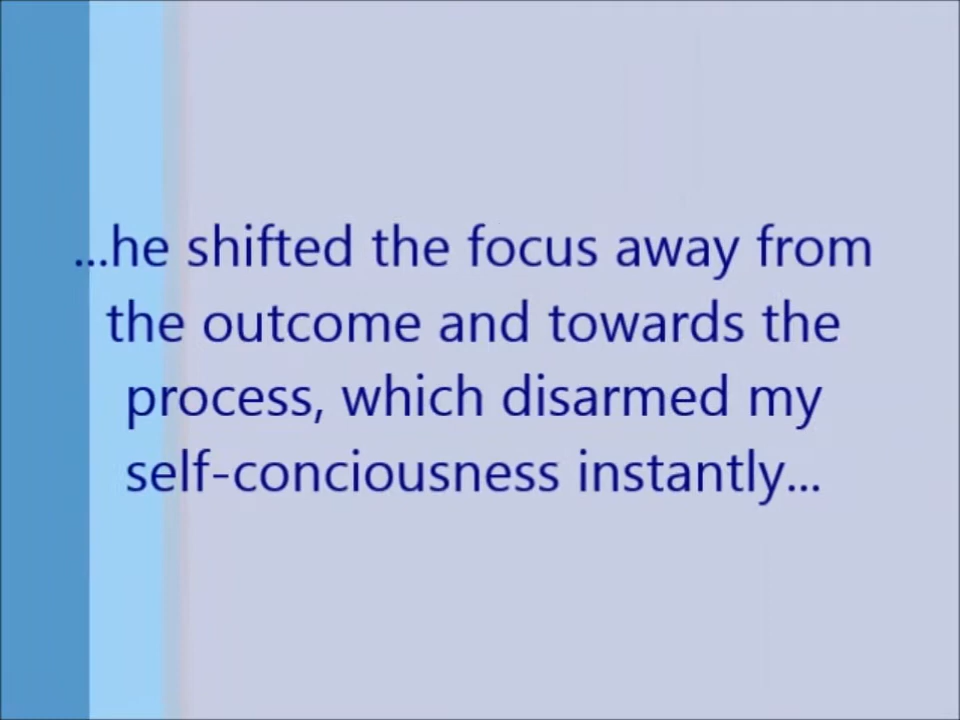 ...he shifted the focus away from
the outcome and towards the
process, which disarmed my
self-conciousness instantly...